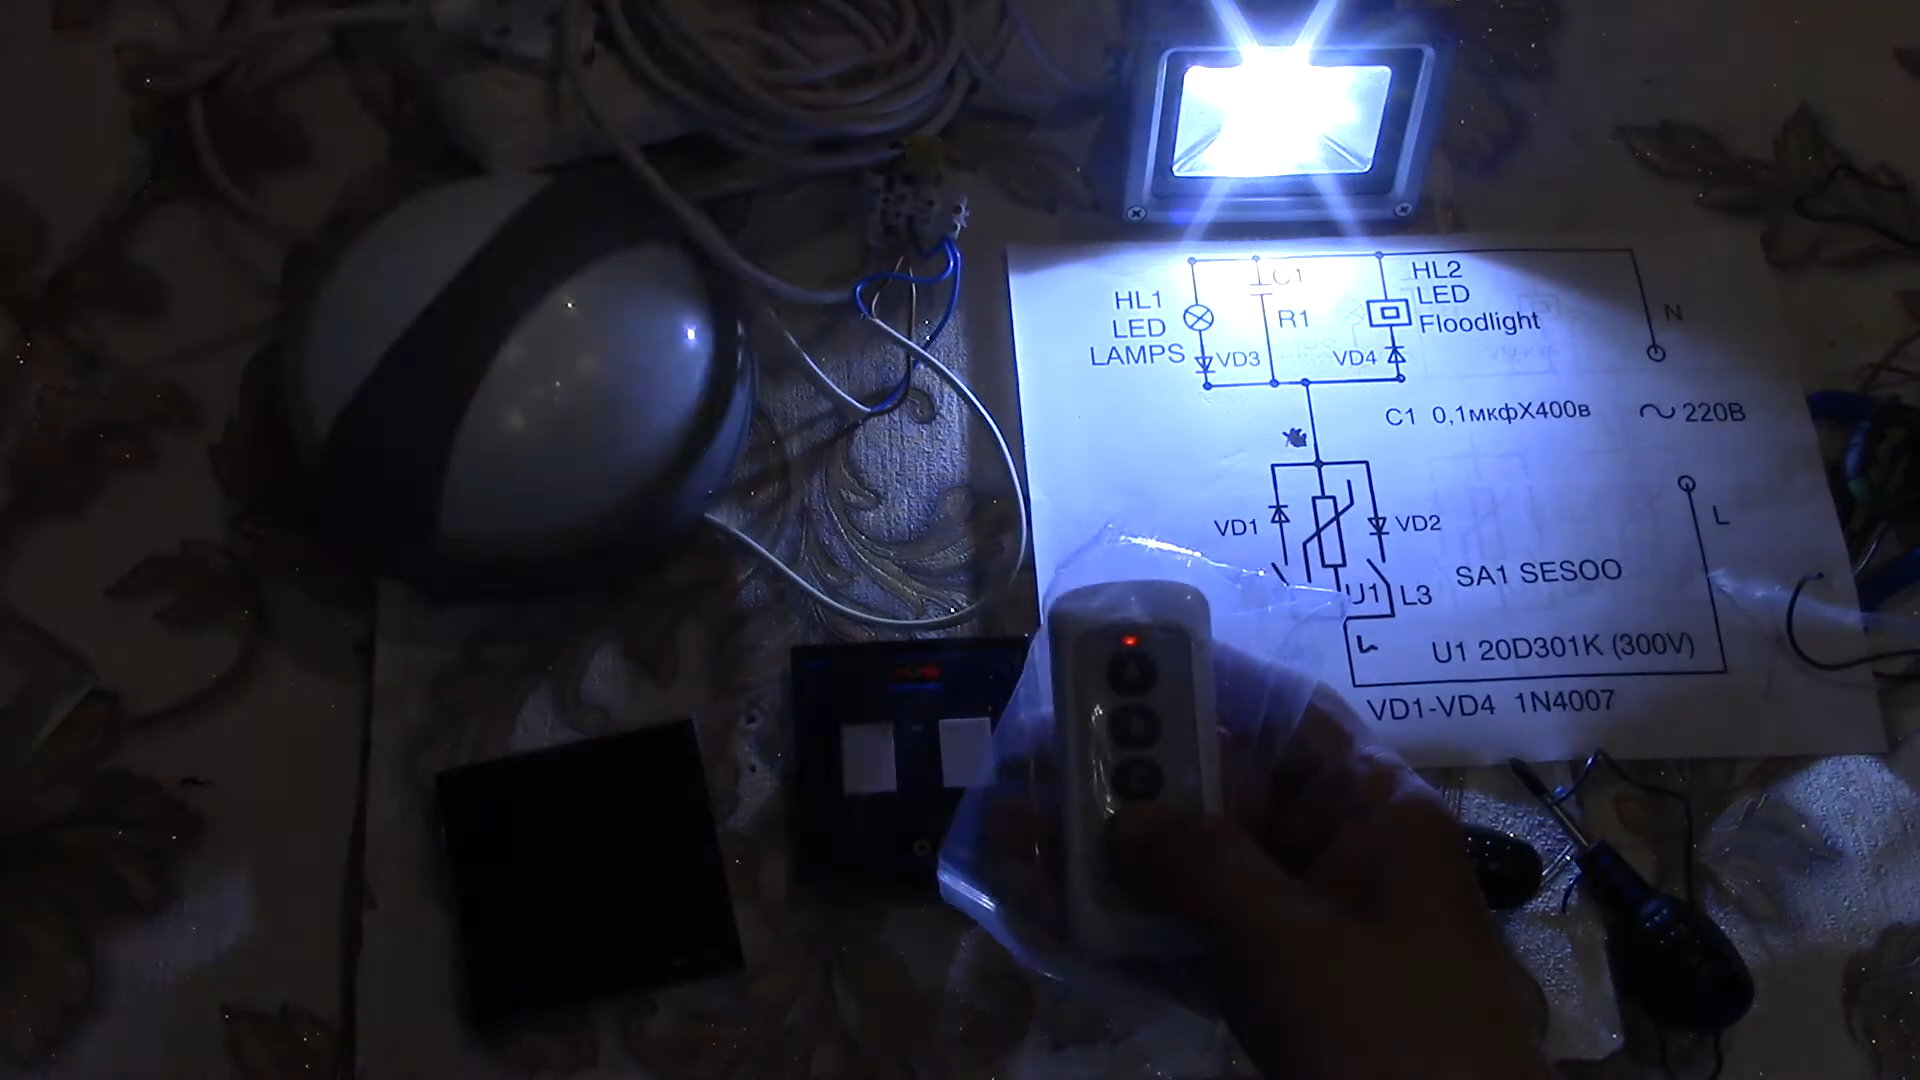 HL1
LED
LAMPS
C1
R1
VD3
VD4
HL2
LED
Floodlight
N
C1 0,1мкфX400в
~ 220В
VD1
VD2
L
SA1 SESOO
U1
L3
U1 20D301K (300V)
VD1-VD4 1N4007
A
B
C